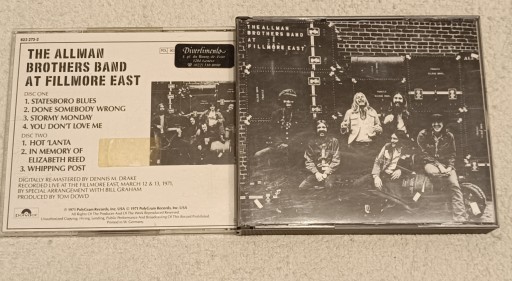 823 273-2
THE ALLMAN
BROTHERS BAND
AT FILLMORE EAST
DISC ONE
1. STATESBORO BLUES
2. DONE SOMEBODY WRONG
3. STORMY MONDAY
4. YOU DON'T LOVE ME
DISC TWO
1. HOT 'LANTA
2. IN MEMORY OF
ELIZABETH REED
3. WHIPPING POST
DIGITALLY RE-MASTERED BY DENNIS M. DRAKE
RECORDED LIVE AT THE FILLMORE EAST, MARCH 12 & 13, 1971,
BY SPECIAL ARRANGEMENT WITH BILL GRAHAM
PRODUCED BY TOM DOWD
Divertimento
THE ALLMAN
BROTHERS BAND
AT
FILLMORE EAST